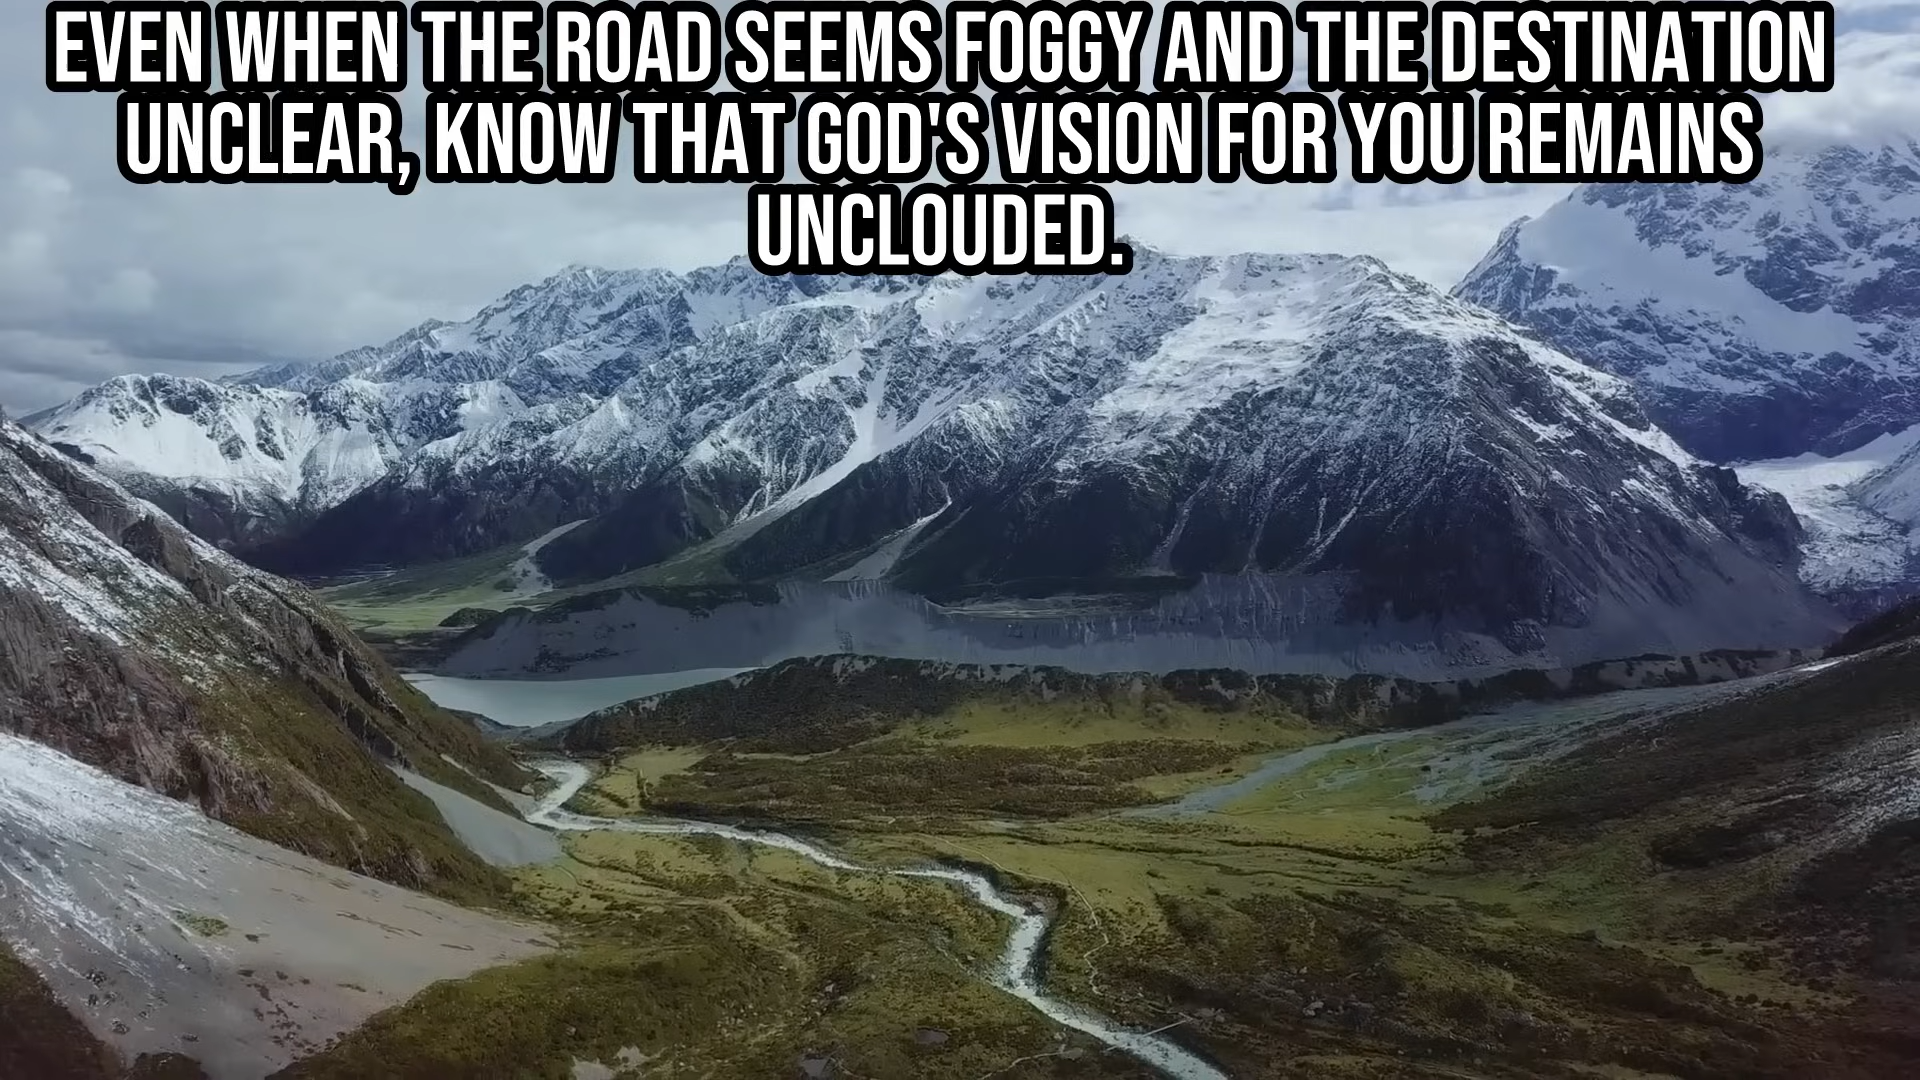 EVEN WHEN THE ROAD SEEMS FOGGY AND THE DESTINATION
UNCLEAR, KNOW THAT GOD'S VISION FOR YOU REMAINS
UNCLOUDED.